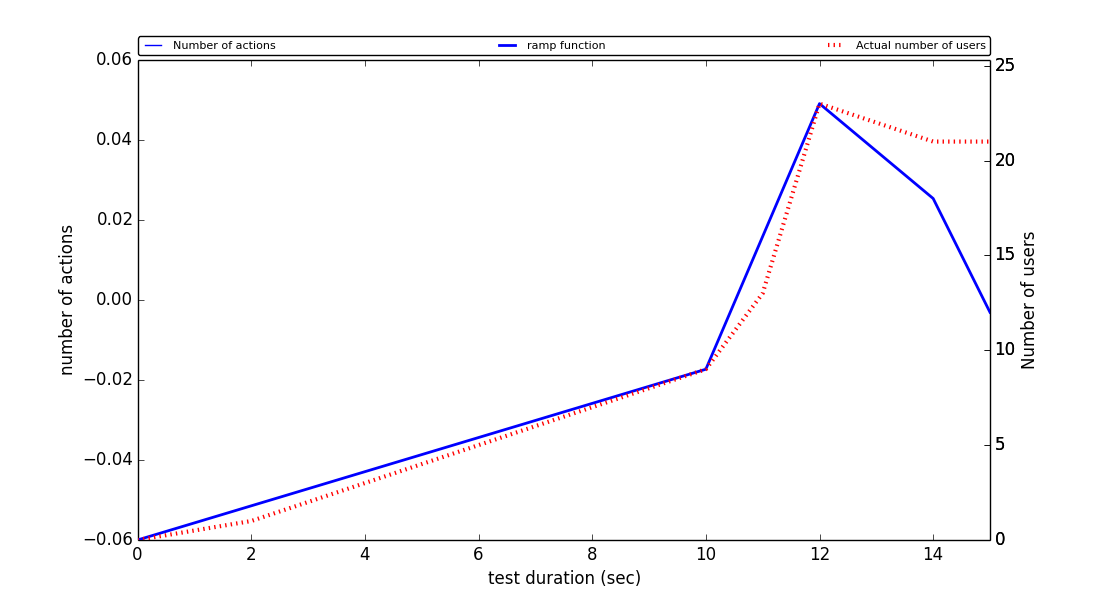 Number of actions ramp function Actual number of users
0.06
0.04
0.02
0.00
−0.02
−0.04
−0.06
number of actions
25
20
15
10
5
0
Number of users
0 2 4 6 8 10 12 14
test duration (sec)